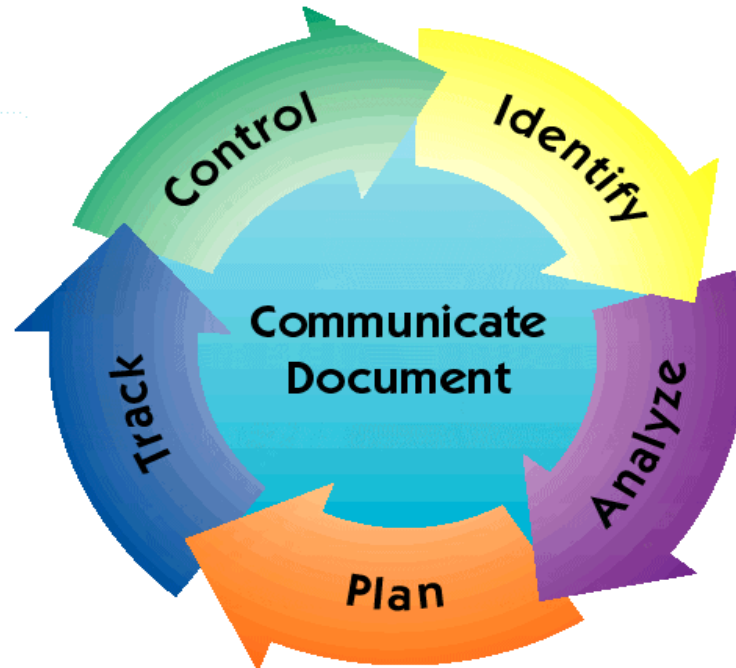 Identify
Analyze
Plan
Track
Control
Communicate
Document